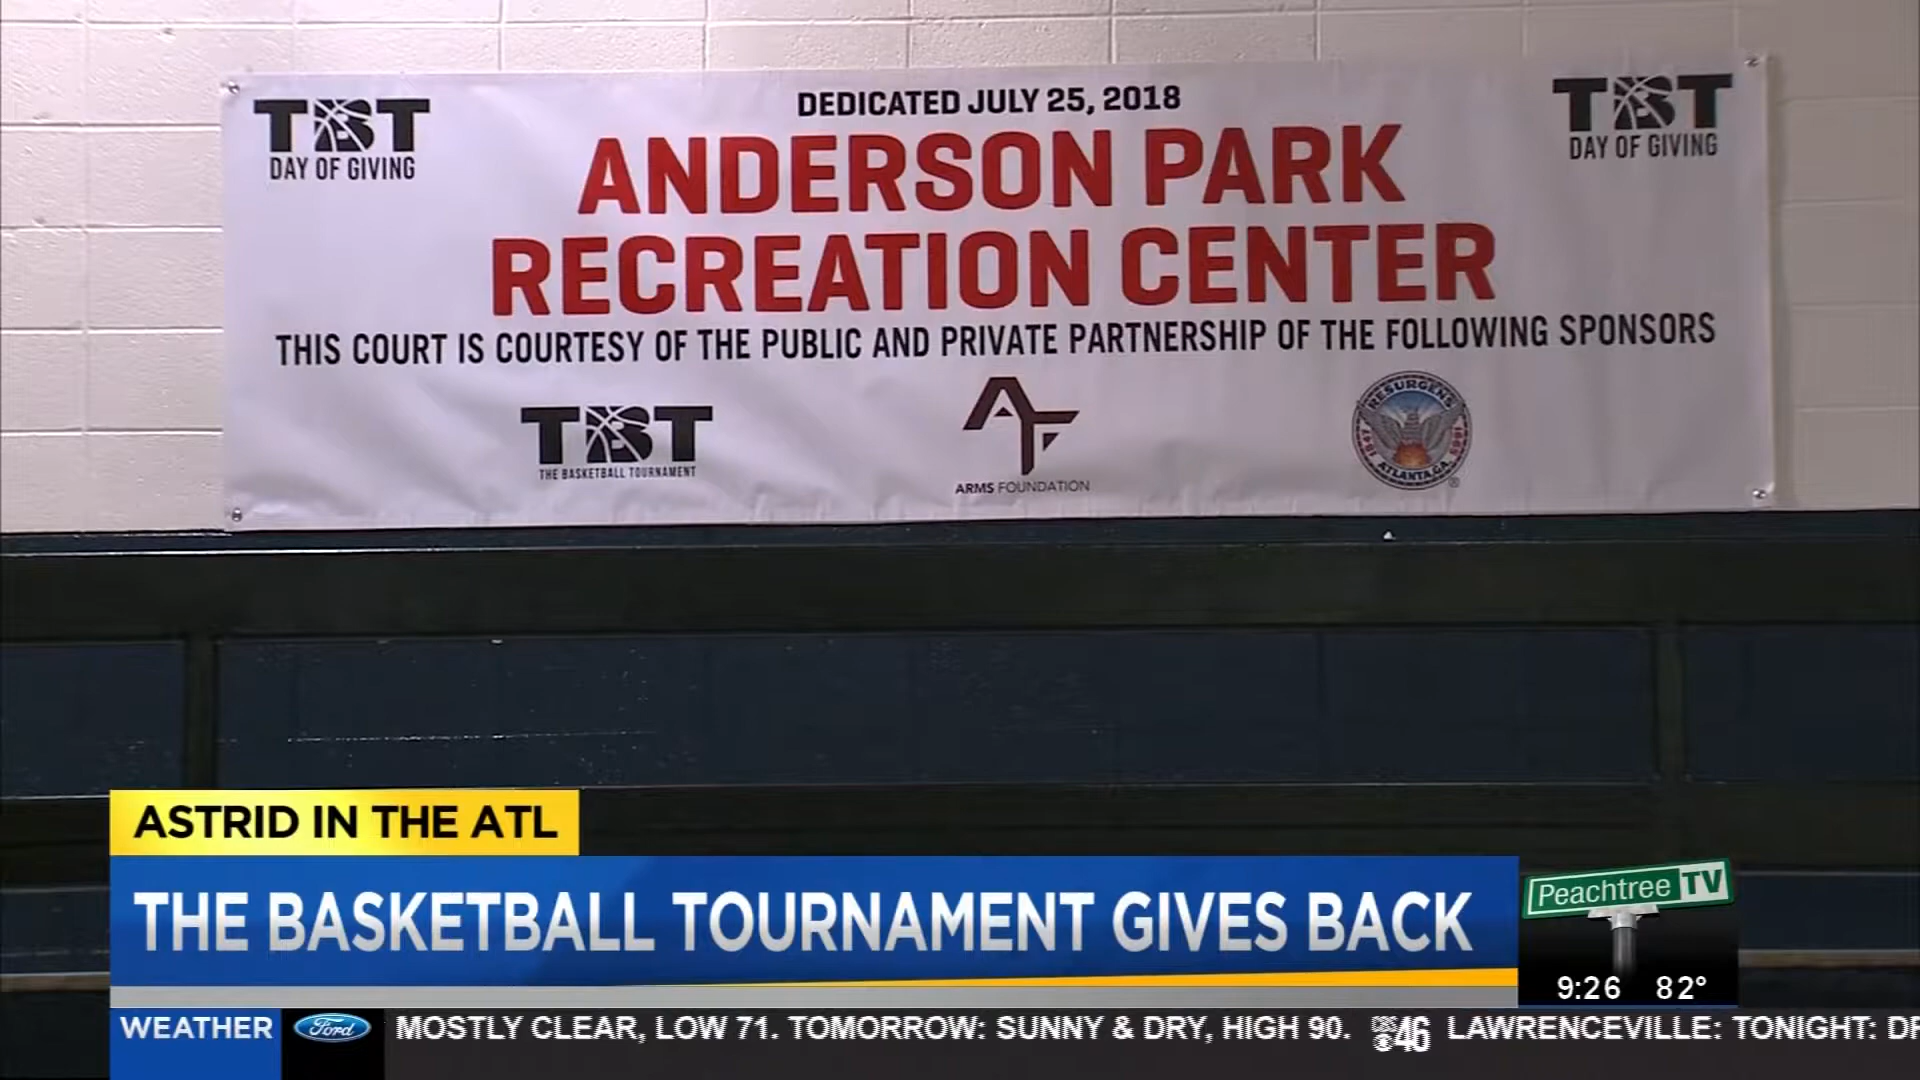 TBT
DAY OF GIVING
DEDICATED JULY 25, 2018
TBT
DAY OF GIVING
ANDERSON PARK
RECREATION CENTER
THIS COURT IS COURTESY OF THE PUBLIC AND PRIVATE PARTNERSHIP OF THE FOLLOWING SPONSORS
TBT
THE BASKETBALL TOURNAMENT
AF
ARMS FOUNDATION
RESURGENS
ATLANTA, GA.
ASTRID IN THE ATL
THE BASKETBALL TOURNAMENT GIVES BACK
Peachtree TV
9:26 82°
WEATHER Ford MOSTLY CLEAR, LOW 71. TOMORROW: SUNNY & DRY, HIGH 90. CBS 46 LAWRENCEVILLE: TONIGHT: